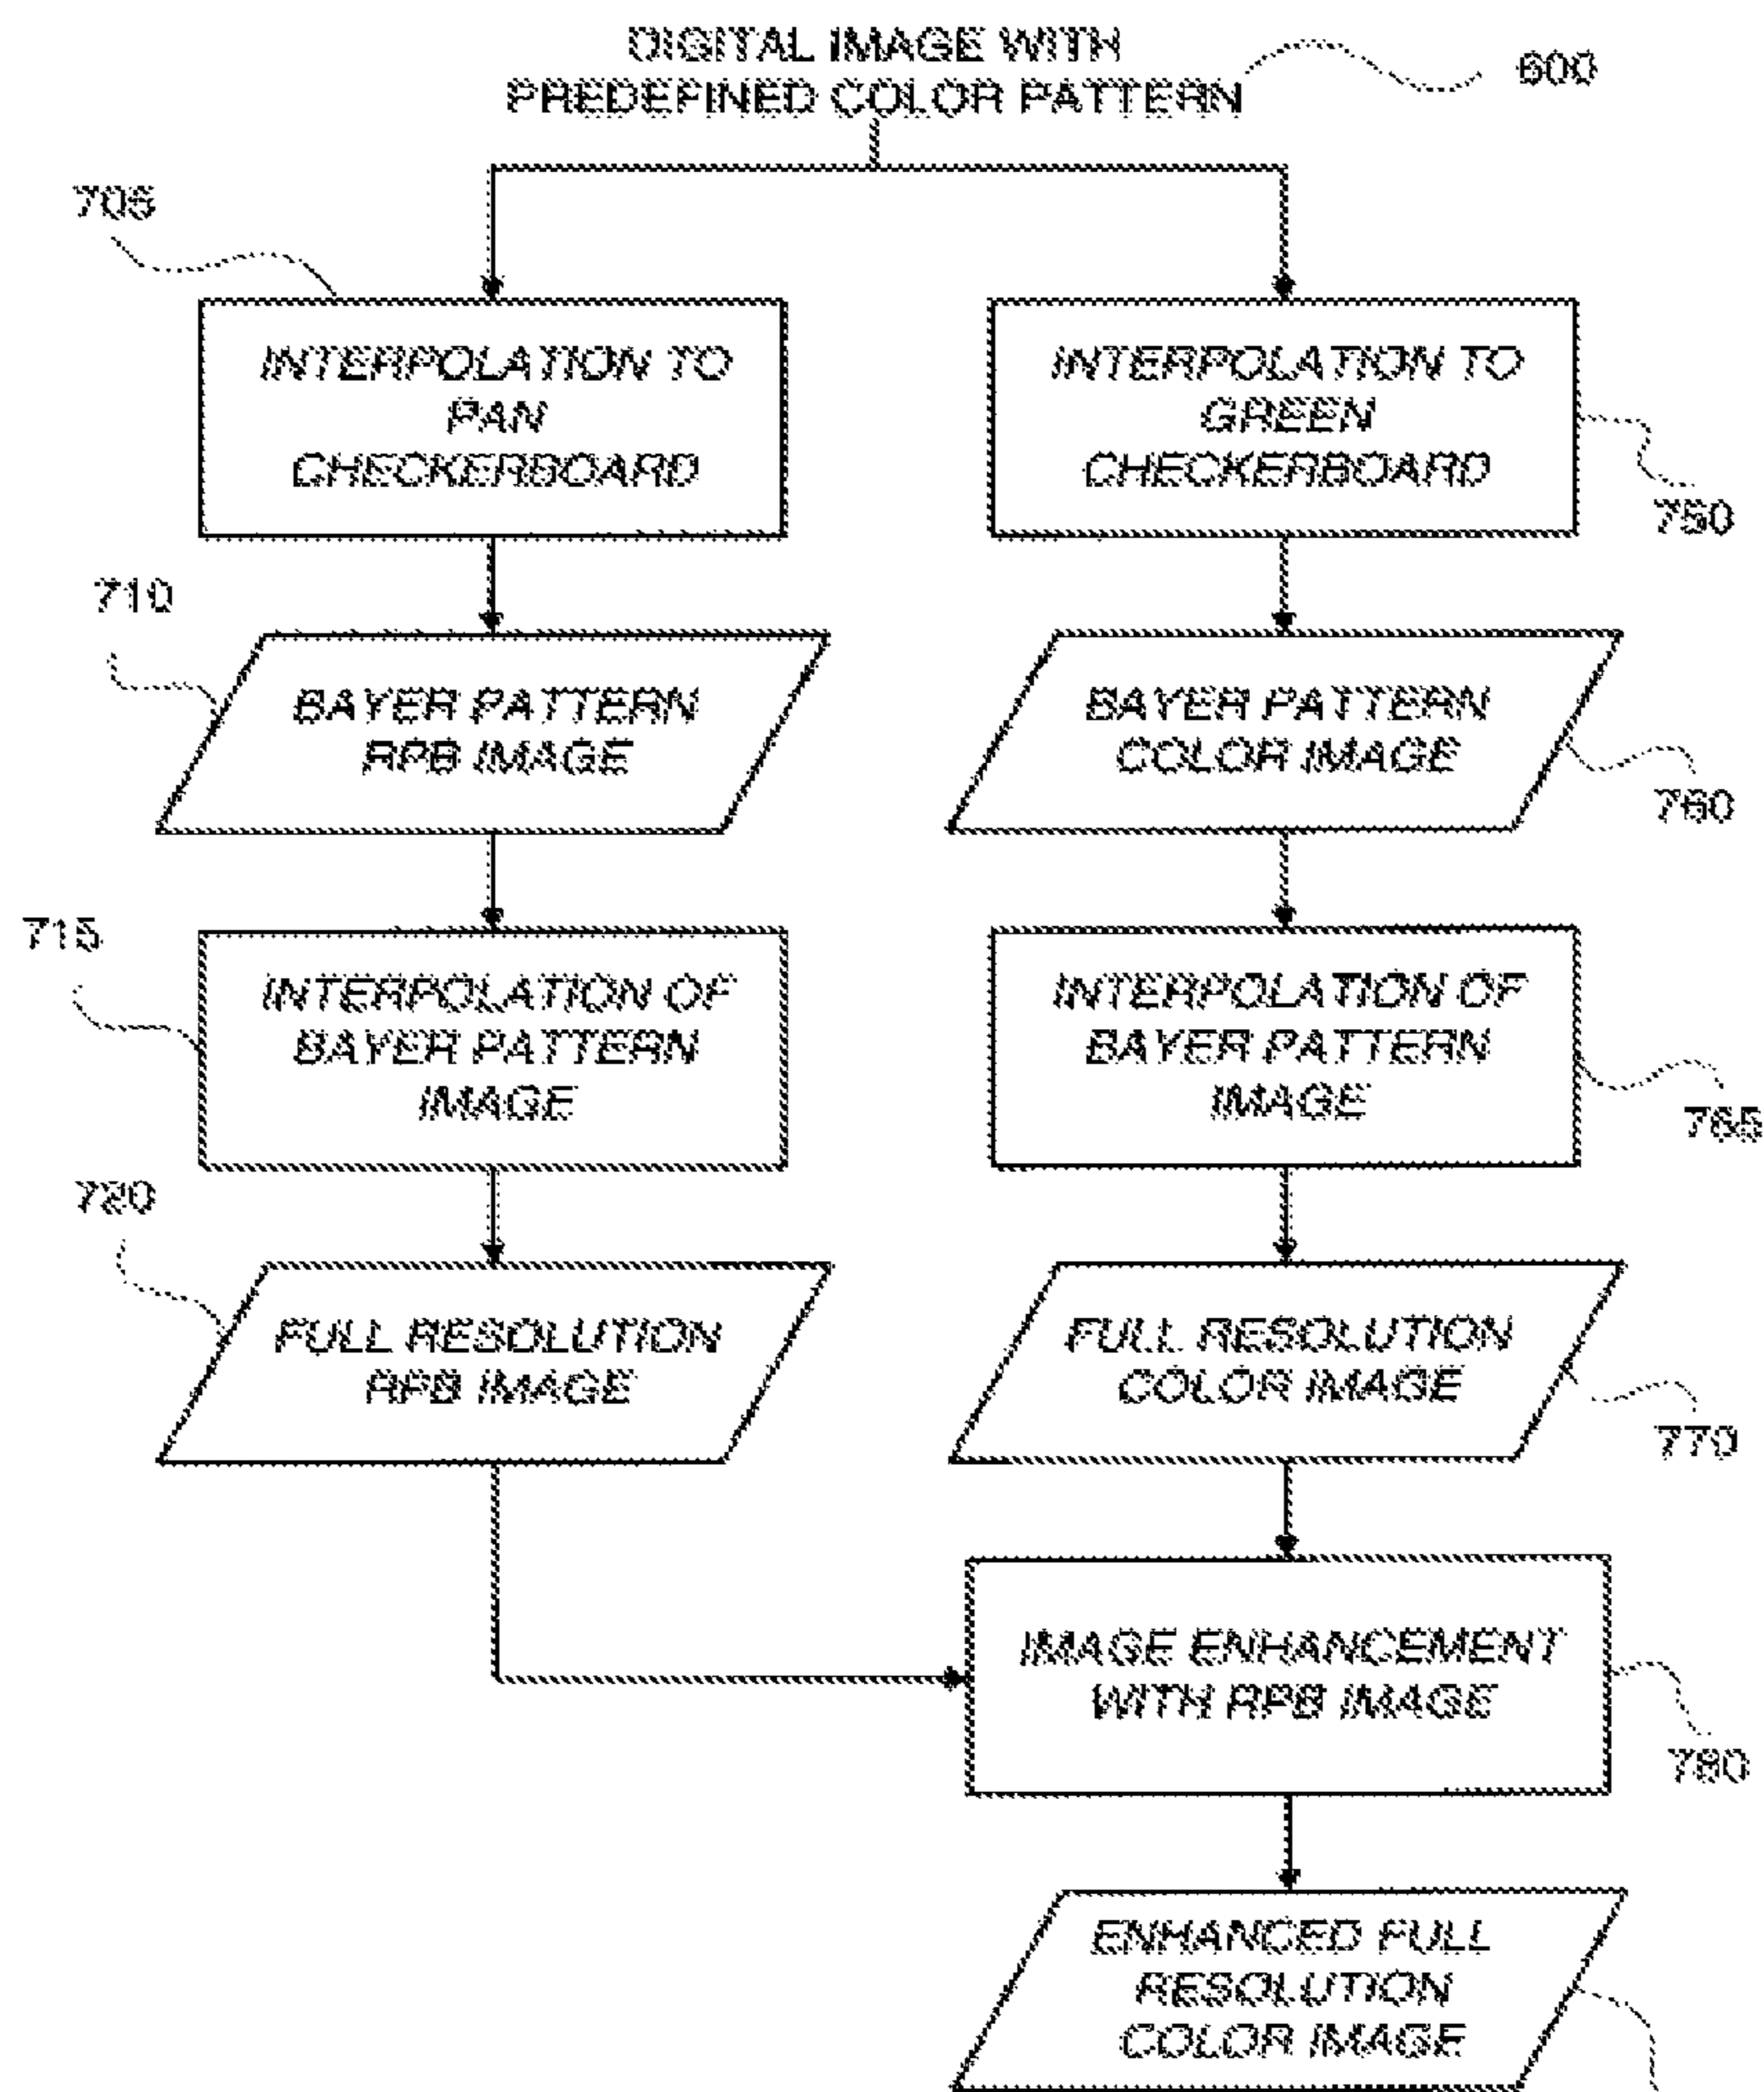 DIGITAL IMAGE WITH
PREDEFINED COLOR PATTERN
600
705
INTERPOLATION TO
PAN
CHECKERBOARD
INTERPOLATION TO
GREEN
CHECKERBOARD
750
710
BAYER PATTERN
RPB IMAGE
BAYER PATTERN
COLOR IMAGE
760
715
INTERPOLATION OF
BAYER PATTERN
IMAGE
INTERPOLATION OF
BAYER PATTERN
IMAGE
765
720
FULL RESOLUTION
RPB IMAGE
FULL RESOLUTION
COLOR IMAGE
770
IMAGE ENHANCEMENT
WITH RPB IMAGE
780
ENHANCED FULL
RESOLUTION
COLOR IMAGE